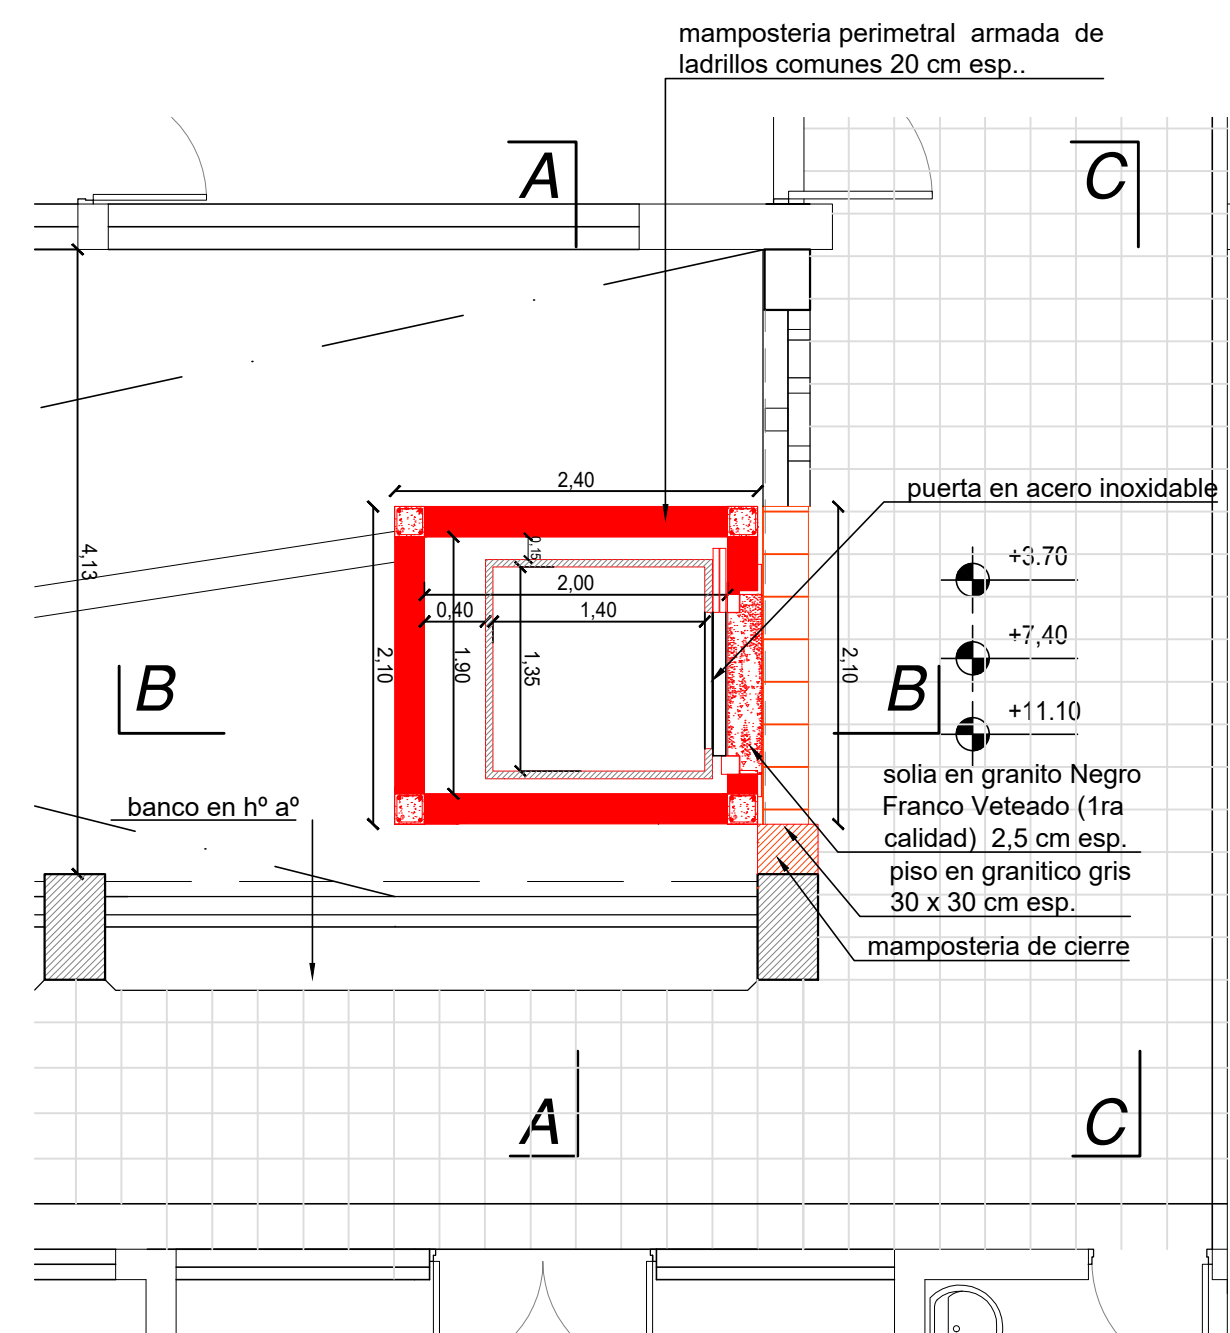 mamposteria perimetral armada de
ladrillos comunes 20 cm esp..
A
C
2,40
puerta en acero inoxidable
4,13
0,15
+3.70
2,00
0,40
1,40
+7,40
2,10
1.90
1,35
2,10
B
B
+11.10
solia en granito Negro
Franco Veteado (1ra
calidad) 2,5 cm esp.
banco en hº aº
piso en granitico gris
30 x 30 cm esp.
mamposteria de cierre
A
C